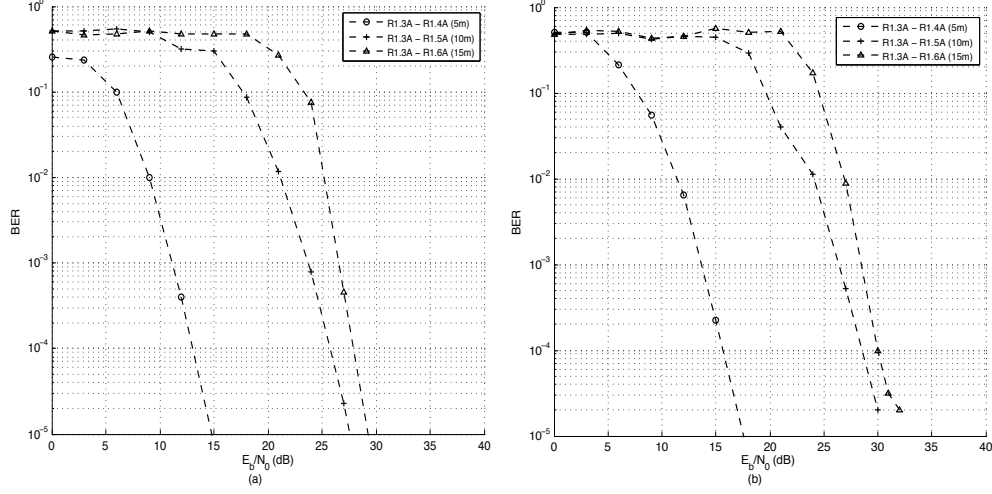 R1.3A − R1.4A (5m)
R1.3A − R1.5A (10m)
R1.3A − R1.6A (15m)
10^0
10^-1
10^-2
10^-3
10^-4
10^-5
BER
0 5 10 15 20 25 30 35 40
E_b/N_0 (dB)
(a)
R1.3A − R1.4A (5m)
R1.3A − R1.5A (10m)
R1.3A − R1.6A (15m)
10^0
10^-1
10^-2
10^-3
10^-4
10^-5
BER
0 5 10 15 20 25 30 35 40
E_b/N_0 (dB)
(b)